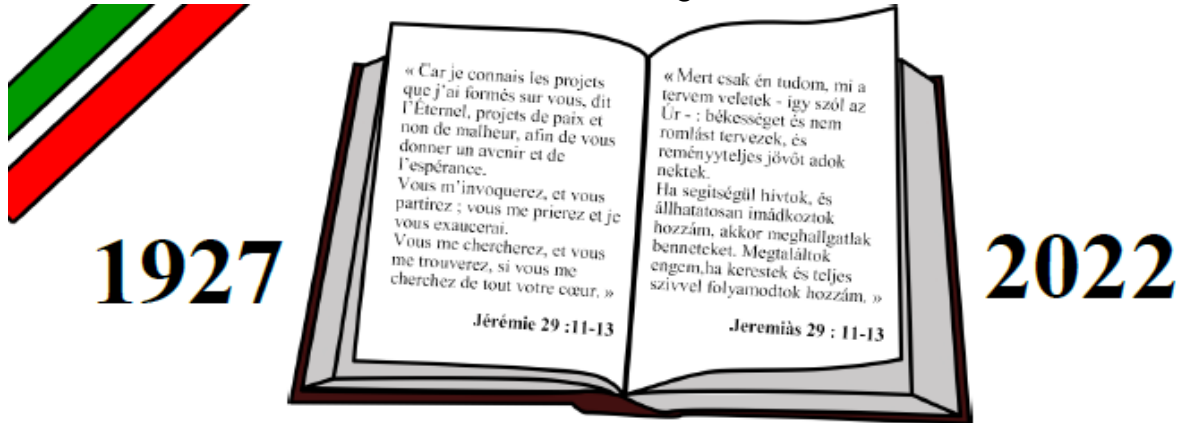 1927
« Car je connais les projets
que j'ai formés sur vous, dit
l'Éternel, projets de paix et
non de malheur, afin de vous
donner un avenir et de
l'espérance.
Vous m'invoquerez, et vous
partirez ; vous me prierez et je
vous exaucerai.
Vous me chercherez, et vous
me trouverez, si vous me
cherchez de tout votre cœur. »
Jérémie 29 :11-13
« Mert csak én tudom, mi a
tervem veletek - így szól az
Úr - : békességet és nem
romlást tervezek, és
reményyteljes jövőt adok
nektek.
Ha segítségül hívtok, és
állhatatosan imádkoztok
hozzám, akkor meghallgatlak
benneteket. Megtaláltok
engem,ha kerestek és teljes
szívvel folyamodtok hozzám. »
Jeremiàs 29 : 11-13
2022